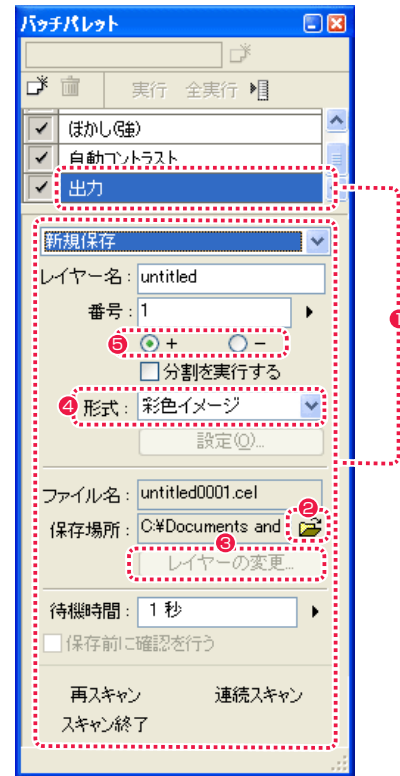 バッチパレット
実行 全実行
ぼかし(強)
自動コントラスト
出力
新規保存
レイヤー名: untitled
番号: 1
❺ + −
分割を実行する
❹ 形式: 彩色イメージ
設定(O)...
ファイル名: untitled0001.cel
❷
保存場所: C:¥Documents and
❸
レイヤーの変更...
待機時間: 1 秒
保存前に確認を行う
再スキャン 連続スキャン
スキャン終了
❶